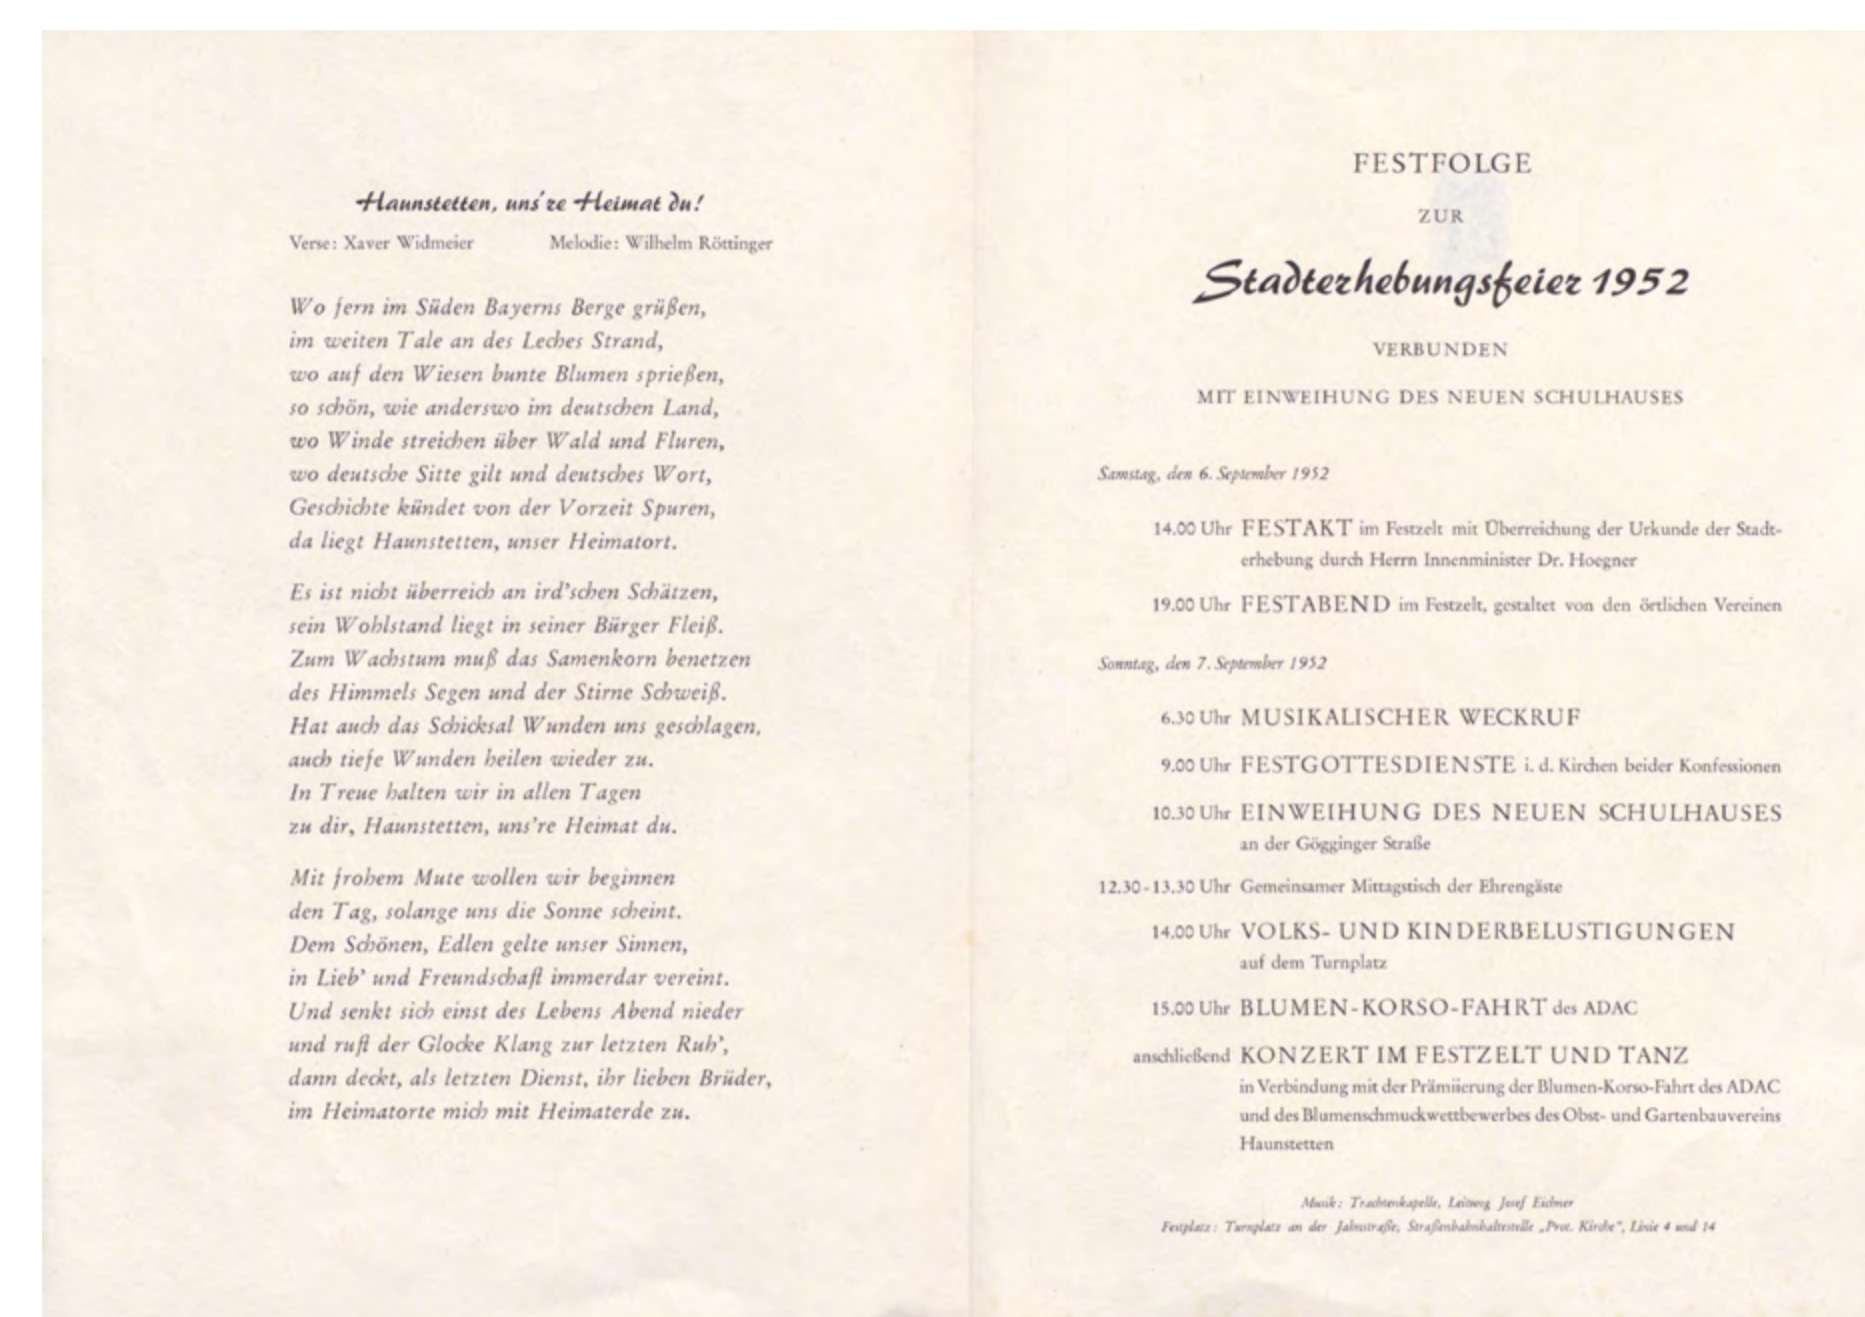 Haunstetten, uns're Heimat du!
Verse: Xaver Widmeier Melodie: Wilhelm Röttinger
Wo fern im Süden Bayerns Berge grüßen,
im weiten Tale an des Leches Strand,
wo auf den Wiesen bunte Blumen sprießen,
so schön, wie anderswo im deutschen Land,
wo Winde streichen über Wald und Fluren,
wo deutsche Sitte gilt und deutsches Wort,
Geschichte kündet von der Vorzeit Spuren,
da liegt Haunstetten, unser Heimatort.
Es ist nicht überreich an ird'schen Schätzen,
sein Wohlstand liegt in seiner Bürger Fleiß.
Zum Wachstum muß das Samenkorn benetzen
des Himmels Segen und der Stirne Schweiß.
Hat auch das Schicksal Wunden uns geschlagen,
auch tiefe Wunden heilen wieder zu.
In Treue halten wir in allen Tagen
zu dir, Haunstetten, uns're Heimat du.
Mit frohem Mute wollen wir beginnen
den Tag, solange uns die Sonne scheint.
Dem Schönen, Edlen gelte unser Sinnen,
in Lieb' und Freundschaft immerdar vereint.
Und senkt sich einst des Lebens Abend nieder
und ruft der Glocke Klang zur letzten Ruh',
dann deckt, als letzten Dienst, ihr lieben Brüder,
im Heimatorte mich mit Heimaterde zu.
FESTFOLGE
ZUR
Stadterhebungsfeier 1952
VERBUNDEN
MIT EINWEIHUNG DES NEUEN SCHULHAUSES
Samstag, den 6. September 1952
14.00 Uhr FESTAKT im Festzelt mit Überreichung der Urkunde der Stadt-
erhebung durch Herrn Innenminister Dr. Hoegner
19.00 Uhr FESTABEND im Festzelt, gestaltet von den örtlichen Vereinen
Sonntag, den 7. September 1952
6.30 Uhr MUSIKALISCHER WECKRUF
9.00 Uhr FESTGOTTESDIENSTE i. d. Kirchen beider Konfessionen
10.30 Uhr EINWEIHUNG DES NEUEN SCHULHAUSES
an der Gögginger Straße
12.30-13.30 Uhr Gemeinsamer Mittagstisch der Ehrengäste
14.00 Uhr VOLKS- UND KINDERBELUSTIGUNGEN
auf dem Turnplatz
15.00 Uhr BLUMEN-KORSO-FAHRT des ADAC
anschließend KONZERT IM FESTZELT UND TANZ
in Verbindung mit der Prämiierung der Blumen-Korso-Fahrt des ADAC
und des Blumenschmuckwettbewerbes des Obst- und Gartenbauvereins
Haunstetten
Musik: Trachtenkapelle, Leitung Josef Eichner
Festplatz: Turnplatz an der Jahnstraße, Straßenbahnhaltestelle „Prot. Kirche", Linie 4 und 14